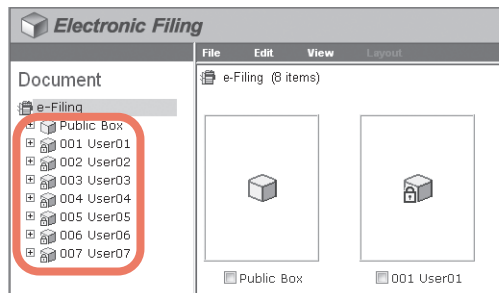 Electronic Filing
File Edit View Layout
Document
e-Filing (8 items)
e-Filing
Public Box
001 User01
002 User02
003 User03
004 User04
005 User05
006 User06
007 User07
Public Box
001 User01